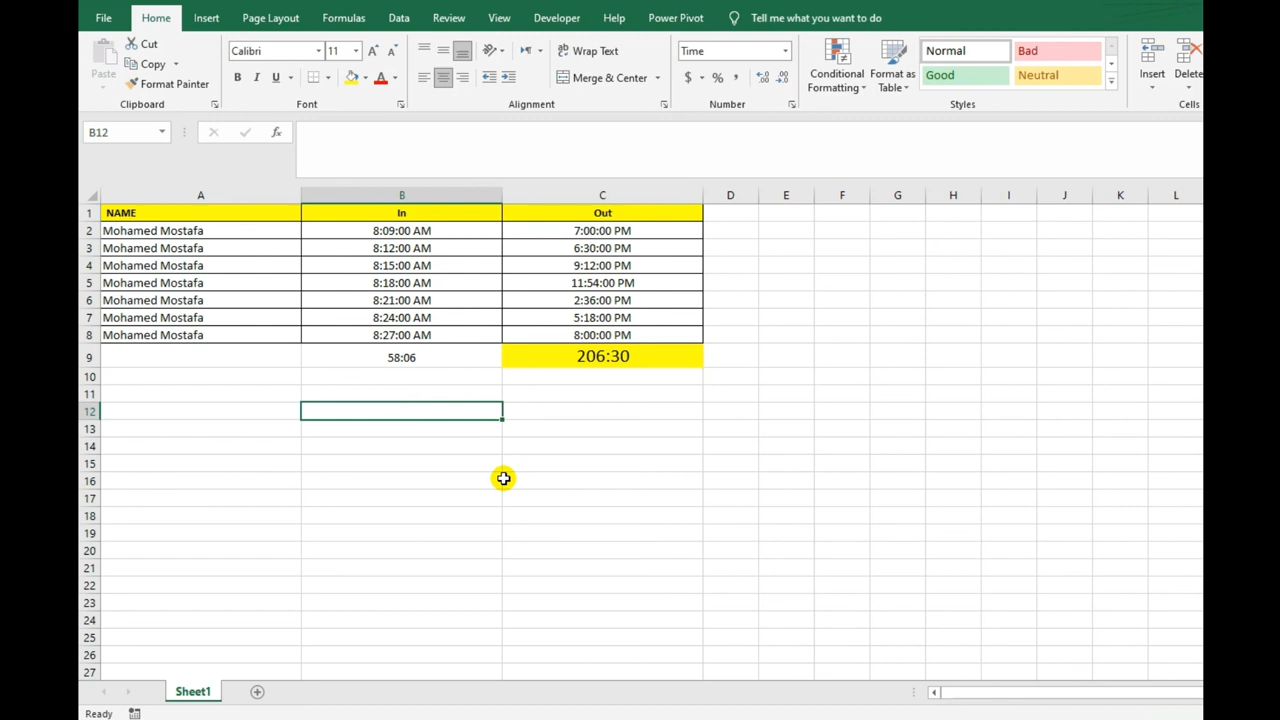 File Home Insert Page Layout Formulas Data Review View Developer Help Power Pivot Tell me what you want to do
Paste Cut Copy Format Painter
Clipboard
Calibri 11 A A
B I U A
Font
Wrap Text
Merge & Center
Alignment
Time
$ % ,
Number
Conditional Formatting
Format as Table
Normal Bad
Good Neutral
Styles
Insert Delete
Cells
B12 fx
A B C D E F G H I J K L
1 NAME In Out
2 Mohamed Mostafa 8:09:00 AM 7:00:00 PM
3 Mohamed Mostafa 8:12:00 AM 6:30:00 PM
4 Mohamed Mostafa 8:15:00 AM 9:12:00 PM
5 Mohamed Mostafa 8:18:00 AM 11:54:00 PM
6 Mohamed Mostafa 8:21:00 AM 2:36:00 PM
7 Mohamed Mostafa 8:24:00 AM 5:18:00 PM
8 Mohamed Mostafa 8:27:00 AM 8:00:00 PM
9 58:06 206:30
10
11
12
13
14
15
16
17
18
19
20
21
22
23
24
25
26
27
Sheet1
Ready